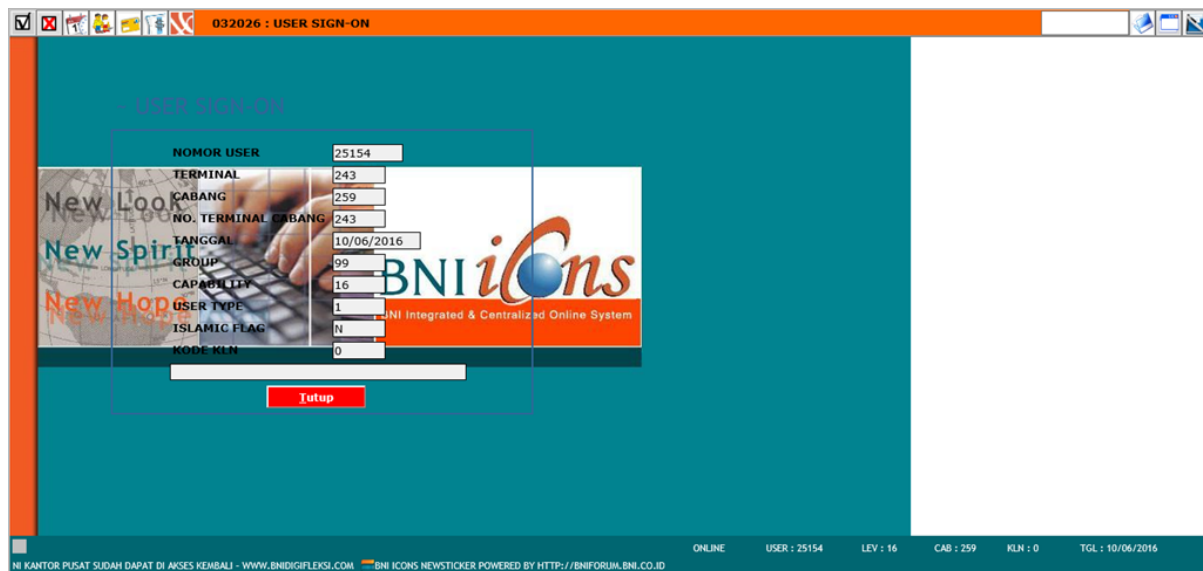 032026 : USER SIGN-ON
- USER SIGN-ON
NOMOR USER 25154
TERMINAL 243
CABANG 259
NO. TERMINAL CABANG 243
TANGGAL 10/06/2016
GROUP 99
CAPABILITY 16
USER TYPE 1
ISLAMIC FLAG N
KODE KLN 0
Tutup
New Look
New Spirit
New Hope
BNI icons
BNI Integrated & Centralized Online System
ONLINE USER : 25154 LEV : 16 CAB : 259 KLN : 0 TGL : 10/06/2016
NI KANTOR PUSAT SUDAH DAPAT DI AKSES KEMBALI - WWW.BNIDIGIFLEKSI.COM BNI ICONS NEWSTICKER POWERED BY HTTP://BNIFORUM.BNI.CO.ID